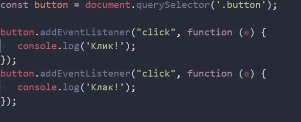 const button = document.querySelector('.button');
button.addEventListener("click", function (e) {
console.log('Клик!');
});
button.addEventListener("click", function (e) {
console.log('Клак!');
});